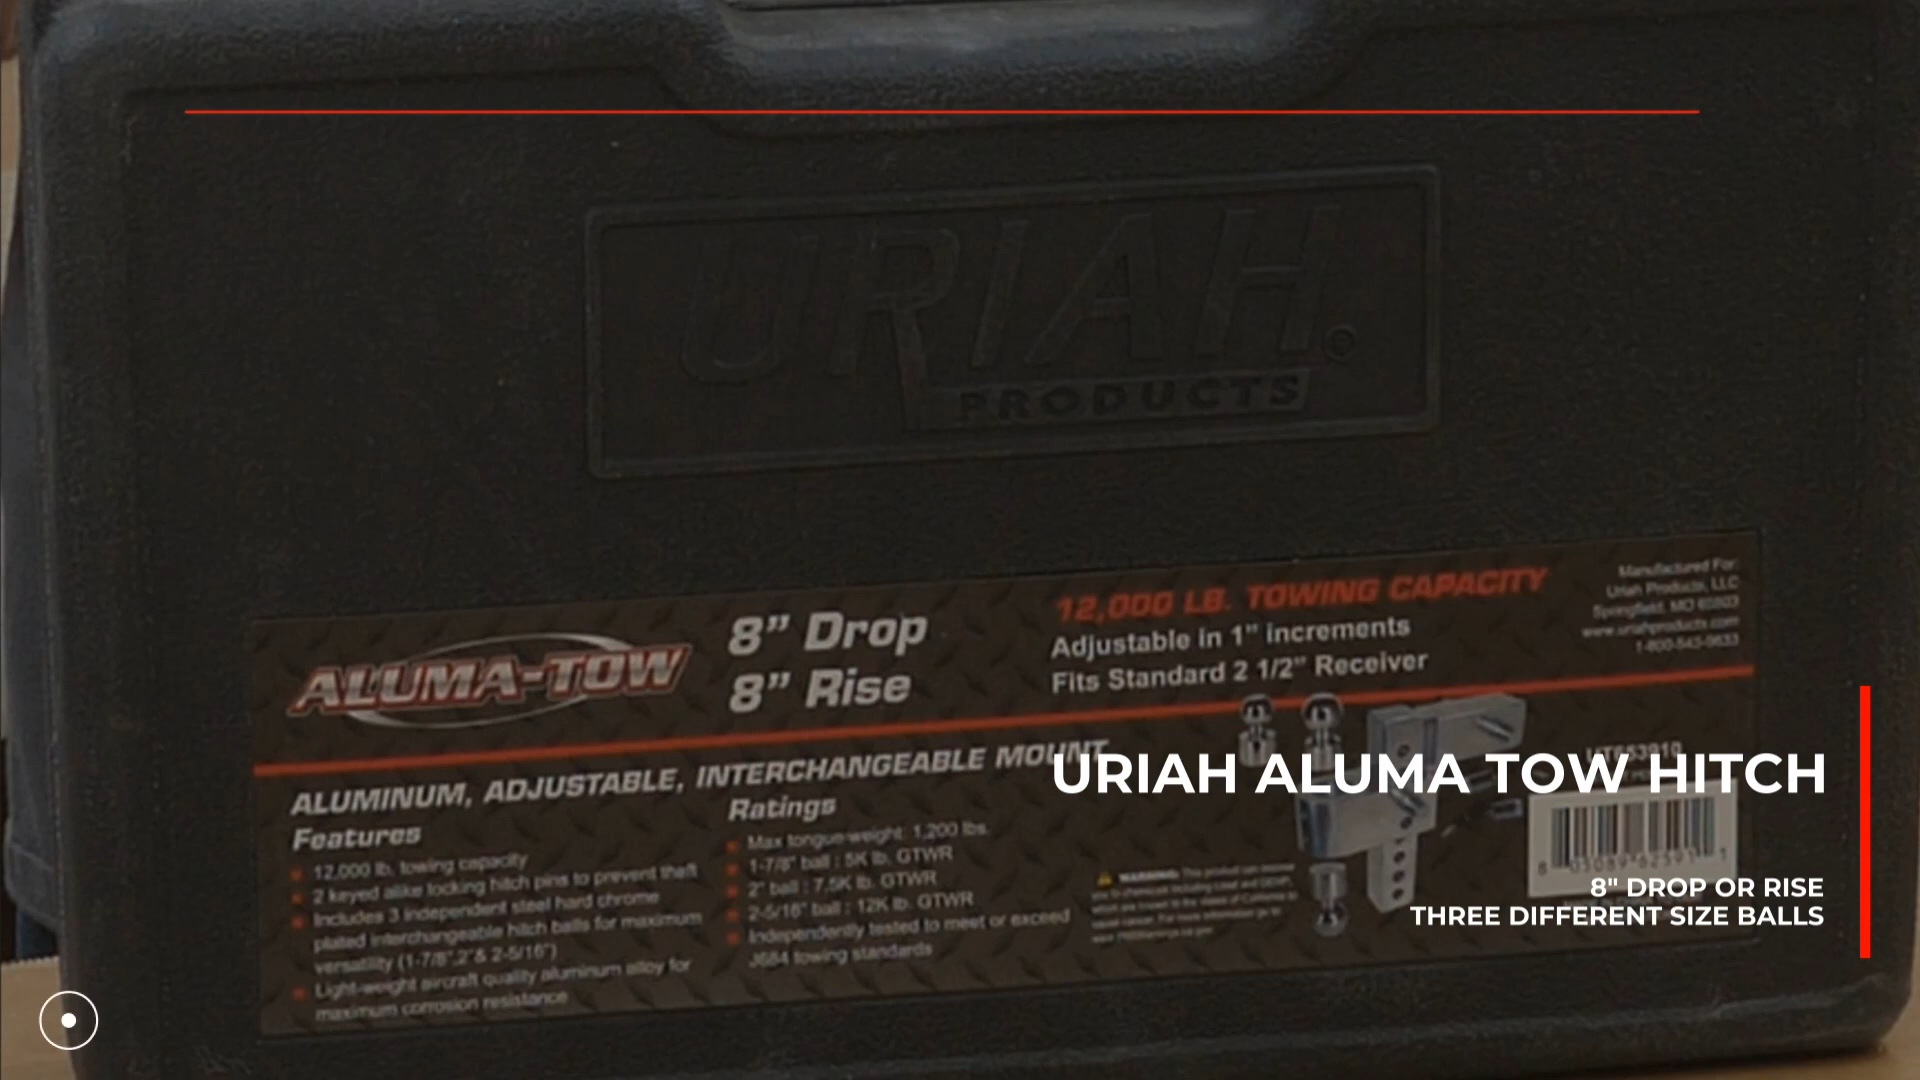 URIAH
PRODUCTS
ALUMA-TOW
8” Drop
8” Rise
12,000 LB. TOWING CAPACITY
Adjustable in 1” increments
Fits Standard 2 1/2” Receiver
Manufactured For:
Uriah Products, LLC
Springfield, MO
www.uriahproducts.com
ALUMINUM, ADJUSTABLE, INTERCHANGEABLE MOUNT
Features
12,000 lb. towing capacity
2 keyed alike locking hitch pins to prevent theft
Includes 3 independent steel hard chrome
plated interchangeable hitch balls for maximum
versatility (1-7/8",2"& 2-5/16")
Light-weight aircraft quality aluminum alloy for
maximum corrosion resistance
Ratings
Max tongue weight: 1,200 lbs.
1-7/8" ball : 5K lb. GTWR
2" ball : 7.5K lb. GTWR
2-5/16" ball : 12K lb. GTWR
Independently tested to meet or exceed
J684 towing standards
WARNING:
URIAH ALUMA TOW HITCH
8" DROP OR RISE
THREE DIFFERENT SIZE BALLS